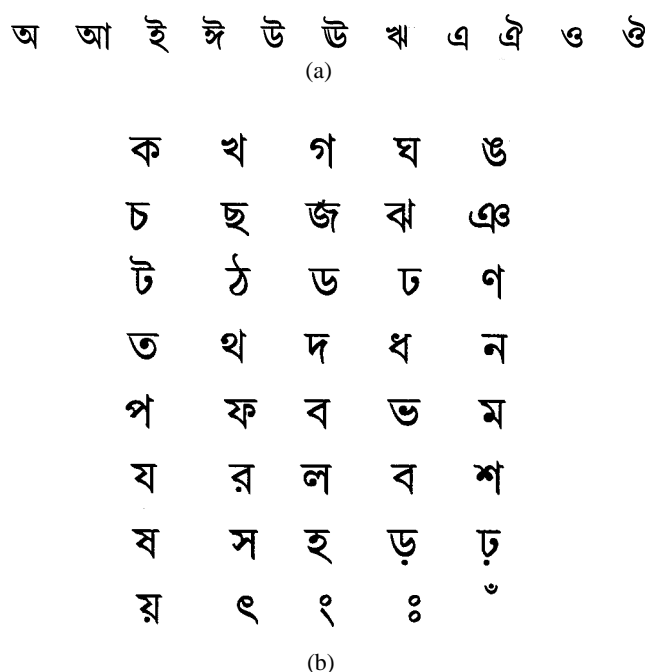 অ আ ই ঈ উ ঊ ঋ এ ঐ ও ঔ
(a)
ক খ গ ঘ ঙ
চ ছ জ ঝ ঞ
ট ঠ ড ঢ ণ
ত থ দ ধ ন
প ফ ব ভ ম
য র ল ব শ
ষ স হ ড় ঢ়
য় ৎ ং ঃ ঁ
(b)